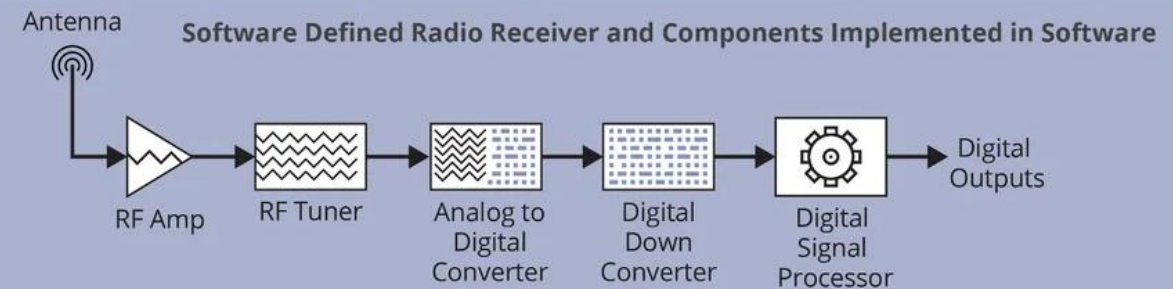 Antenna
Software Defined Radio Receiver and Components Implemented in Software
RF Amp
RF Tuner
Analog to
Digital
Converter
Digital
Down
Converter
Digital
Signal
Processor
Digital
Outputs